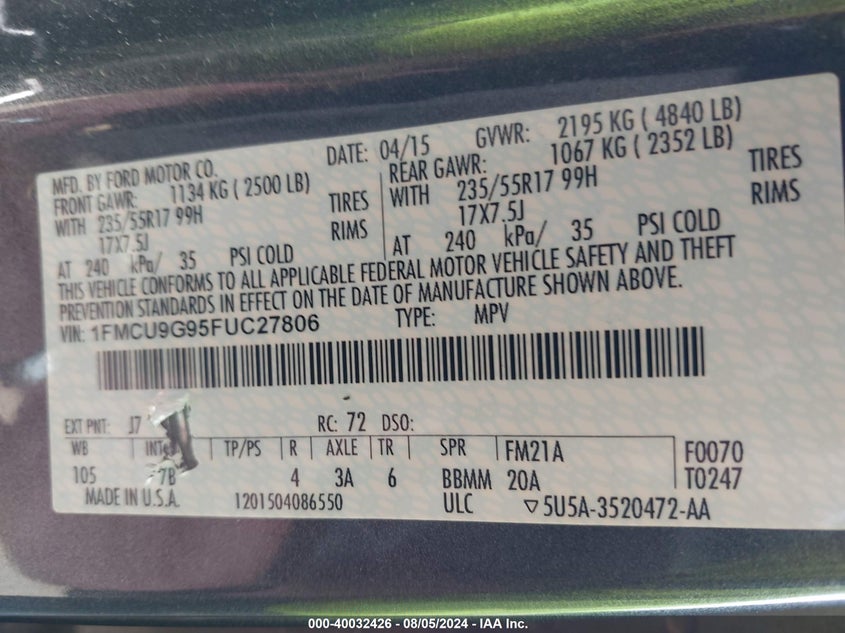 MFD. BY FORD MOTOR CO. DATE: 04/15 GVWR: 2195 KG ( 4840 LB)
FRONT GAWR: 1134 KG ( 2500 LB) REAR GAWR: 1067 KG ( 2352 LB)
WITH 235/55R17 99H TIRES WITH 235/55R17 99H TIRES
17X7.5J RIMS 17X7.5J RIMS
AT 240 kPa/ 35 PSI COLD AT 240 kPa/ 35 PSI COLD
THIS VEHICLE CONFORMS TO ALL APPLICABLE FEDERAL MOTOR VEHICLE SAFETY AND THEFT
PREVENTION STANDARDS IN EFFECT ON THE DATE OF MANUFACTURE SHOWN ABOVE.
VIN: 1FMCU9G95FUC27806 TYPE: MPV
EXT PNT: J7 RC: 72 DSO:
WB INT TP/PS R AXLE TR SPR FM21A F0070
105 7B 4 3A 6 BBMM 20A T0247
MADE IN U.S.A. 1201504086550 ULC ▽5U5A-3520472-AA
000-40032426 - 08/05/2024 - IAA Inc.